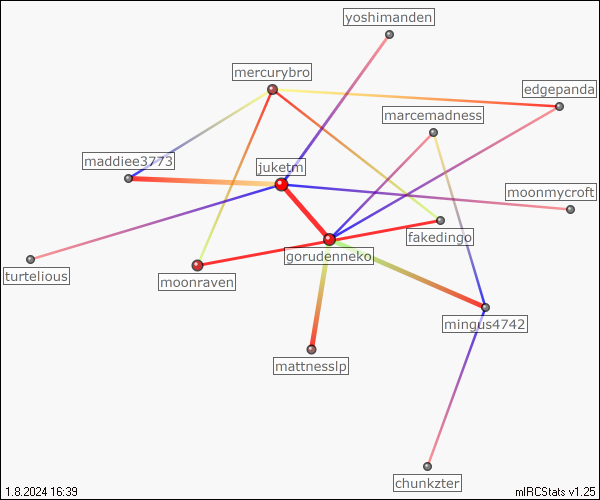 yoshimanden
mercurybro
edgepanda
marcemadness
maddiee3773
juketm
moonmycroft
fakedingo
gorudenneko
turtelious
moonraven
mingus4742
mattnesslp
chunkzter
1.8.2024 16:39
mIRCStats v1.25